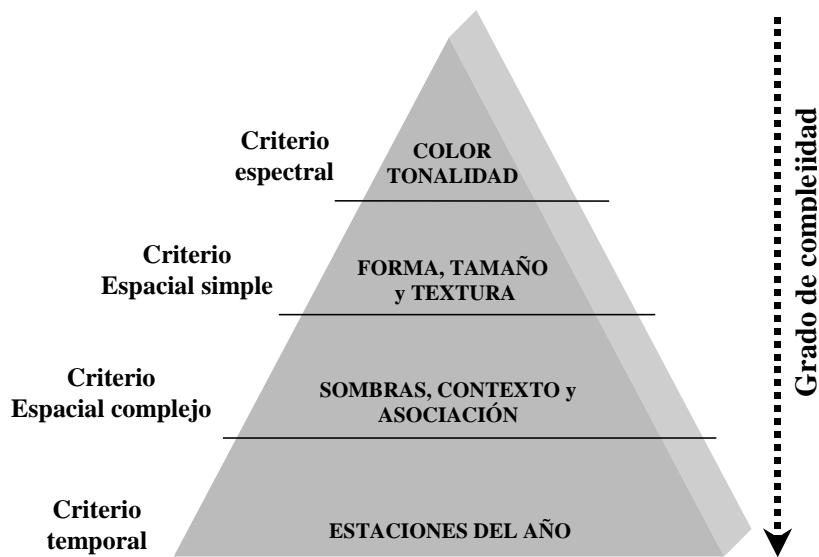 Criterio
espectral
COLOR
TONALIDAD
Criterio
Espacial simple
FORMA, TAMAÑO
y TEXTURA
Criterio
Espacial complejo
SOMBRAS, CONTEXTO y
ASOCIACIÓN
Criterio
temporal
ESTACIONES DEL AÑO
Grado de complejidad